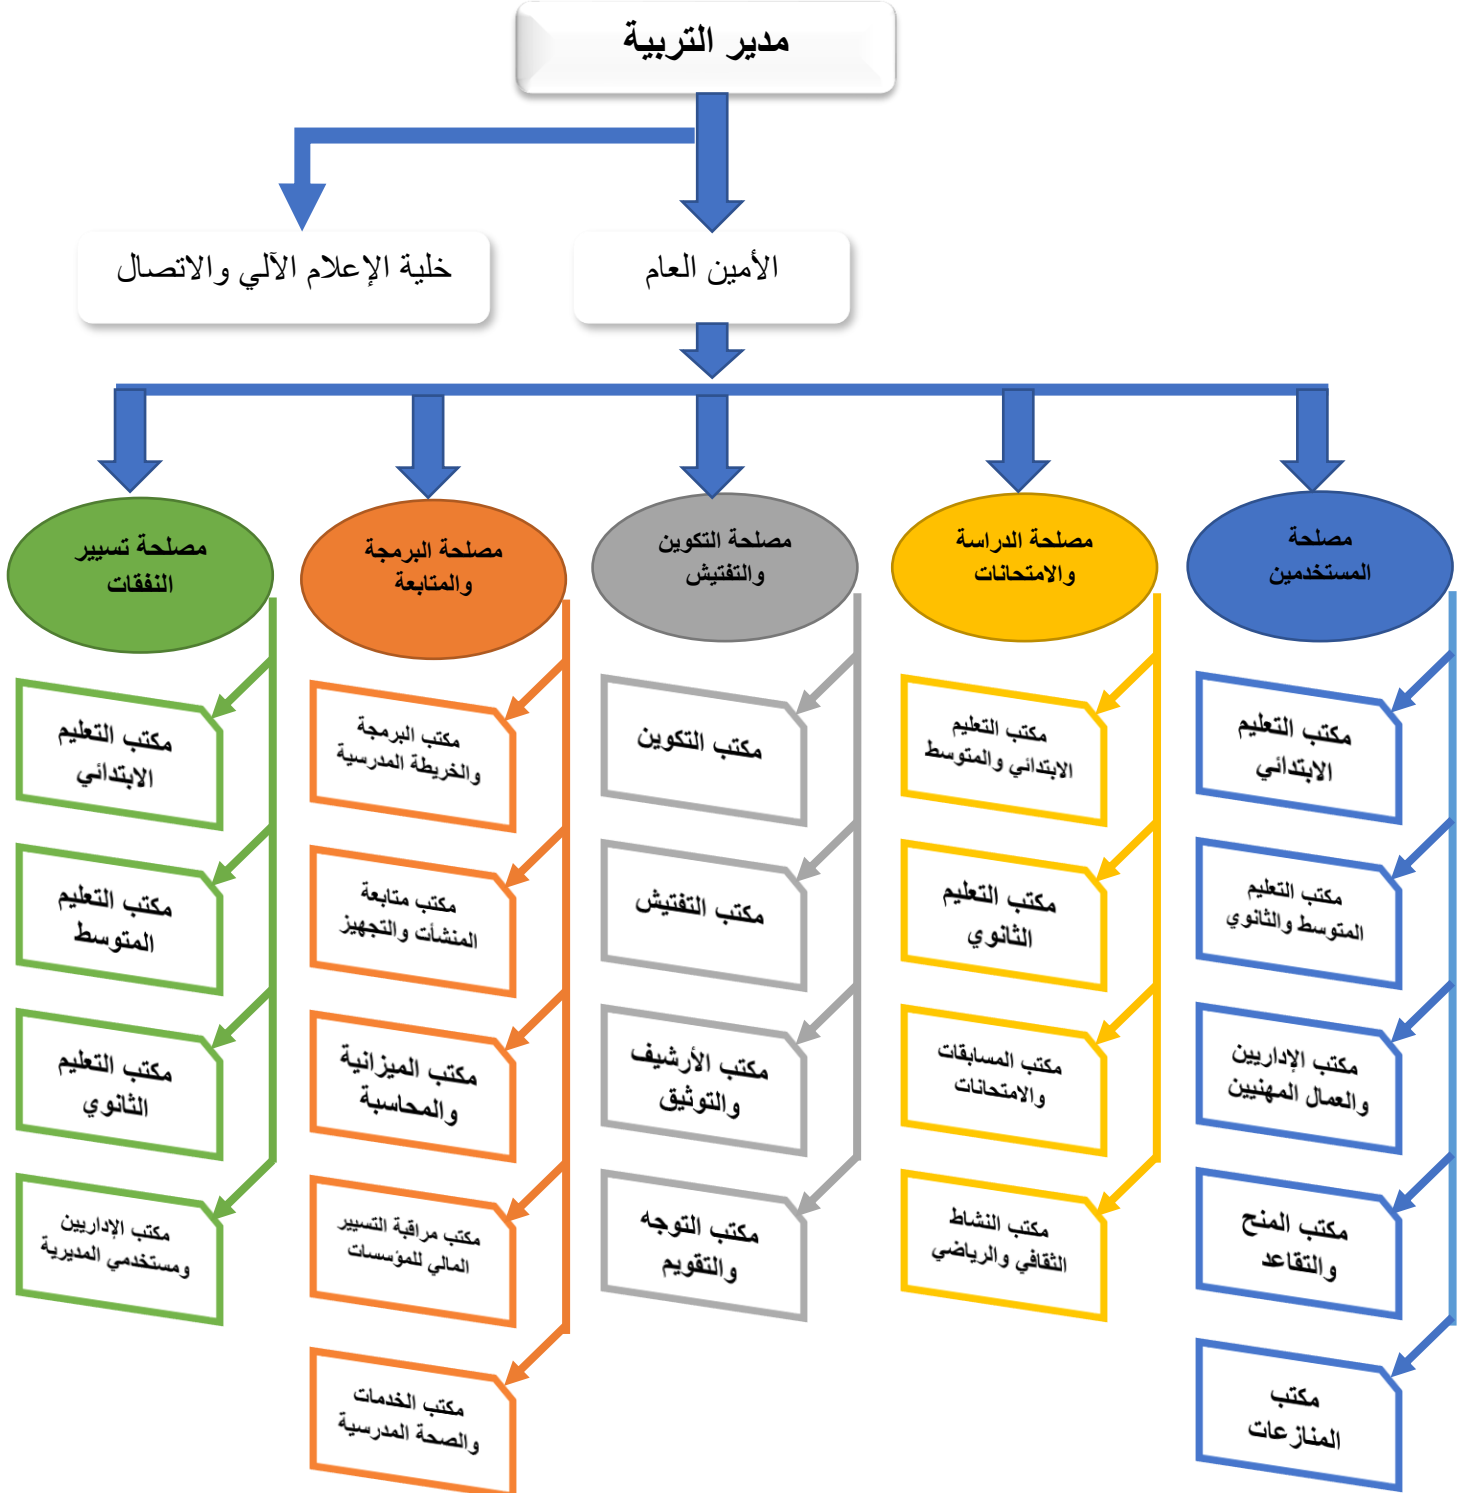 مدير التربية
الأمين العام
خلية الإعلام الآلي والاتصال
مصلحة
المستخدمين
مكتب التعليم
الابتدائي
مكتب التعليم
المتوسط والثانوي
مكتب الإداريين
والعمال المهنيين
مكتب المنح
والتقاعد
مكتب
المنازعات
مصلحة الدراسة
والامتحانات
مكتب التعليم
الابتدائي والمتوسط
مكتب التعليم
الثانوي
مكتب المسابقات
والامتحانات
مكتب النشاط
الثقافي والرياضي
مصلحة التكوين
والتفتيش
مكتب التكوين
مكتب التفتيش
مكتب الأرشيف
والتوثيق
مكتب التوجه
والتقويم
مصلحة البرمجة
والمتابعة
مكتب البرمجة
والخريطة المدرسية
مكتب متابعة
المنشأت والتجهيز
مكتب الميزانية
والمحاسبة
مكتب مراقبة التسيير
المالي للمؤسسات
مكتب الخدمات
والصحة المدرسية
مصلحة تسيير
النفقات
مكتب التعليم
الابتدائي
مكتب التعليم
المتوسط
مكتب التعليم
الثانوي
مكتب الإداريين
ومستخدمي المديرية